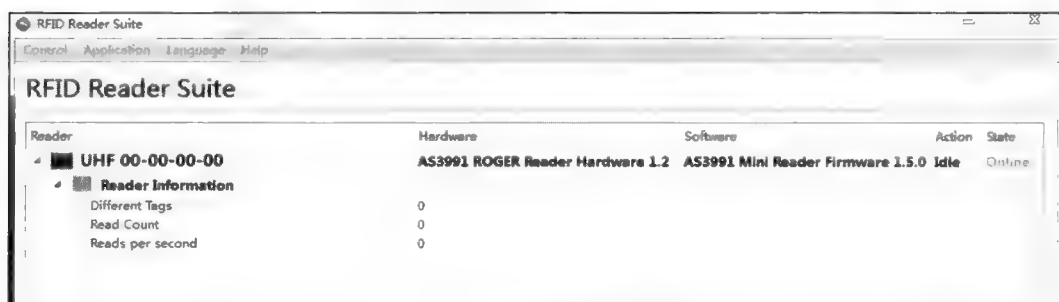 RFID Reader Suite
Control Application Language Help
RFID Reader Suite
Reader Hardware Software Action State
UHF 00-00-00-00 AS3991 ROGER Reader Hardware 1.2 AS3991 Mini Reader Firmware 1.5.0 Idle Online
Reader Information
Different Tags 0
Read Count 0
Reads per second 0